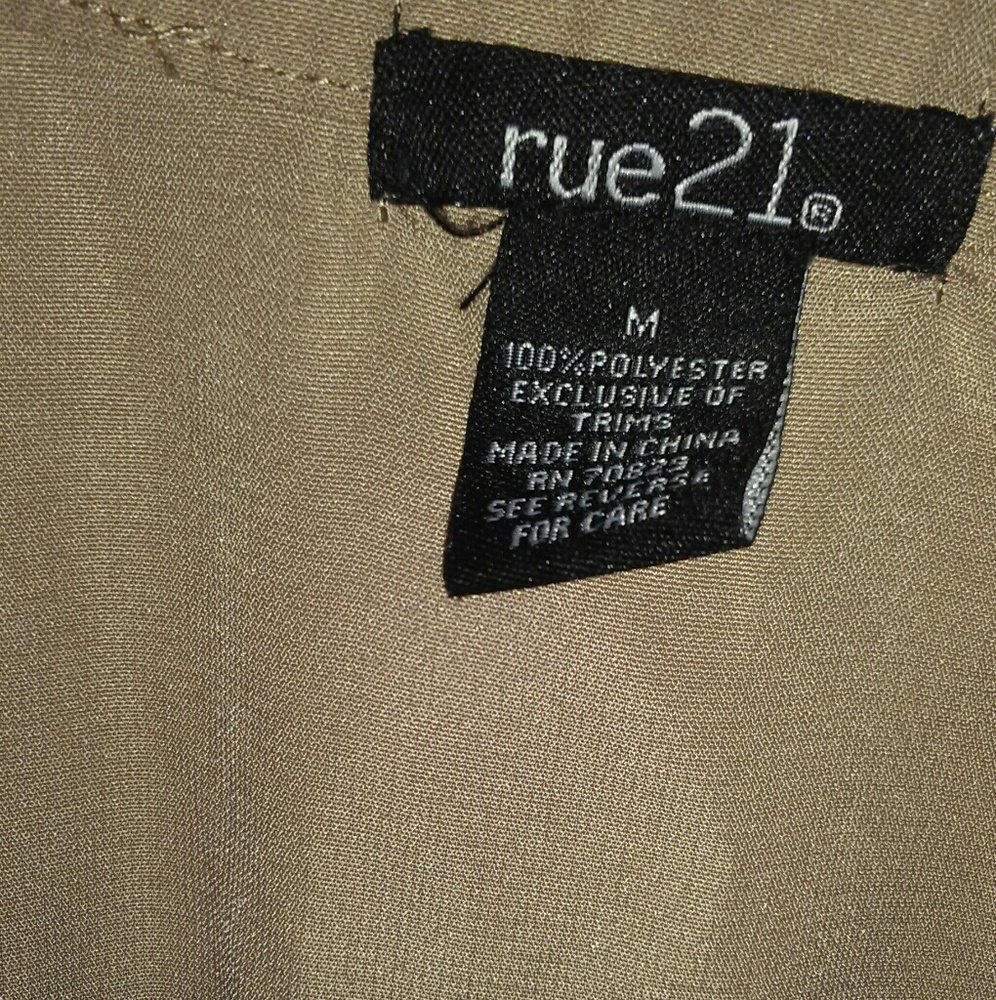 rue21®
M
100%POLYESTER
EXCLUSIVE OF
TRIMS
MADE IN CHINA
RN 70829
SEE REVERSE
FOR CARE